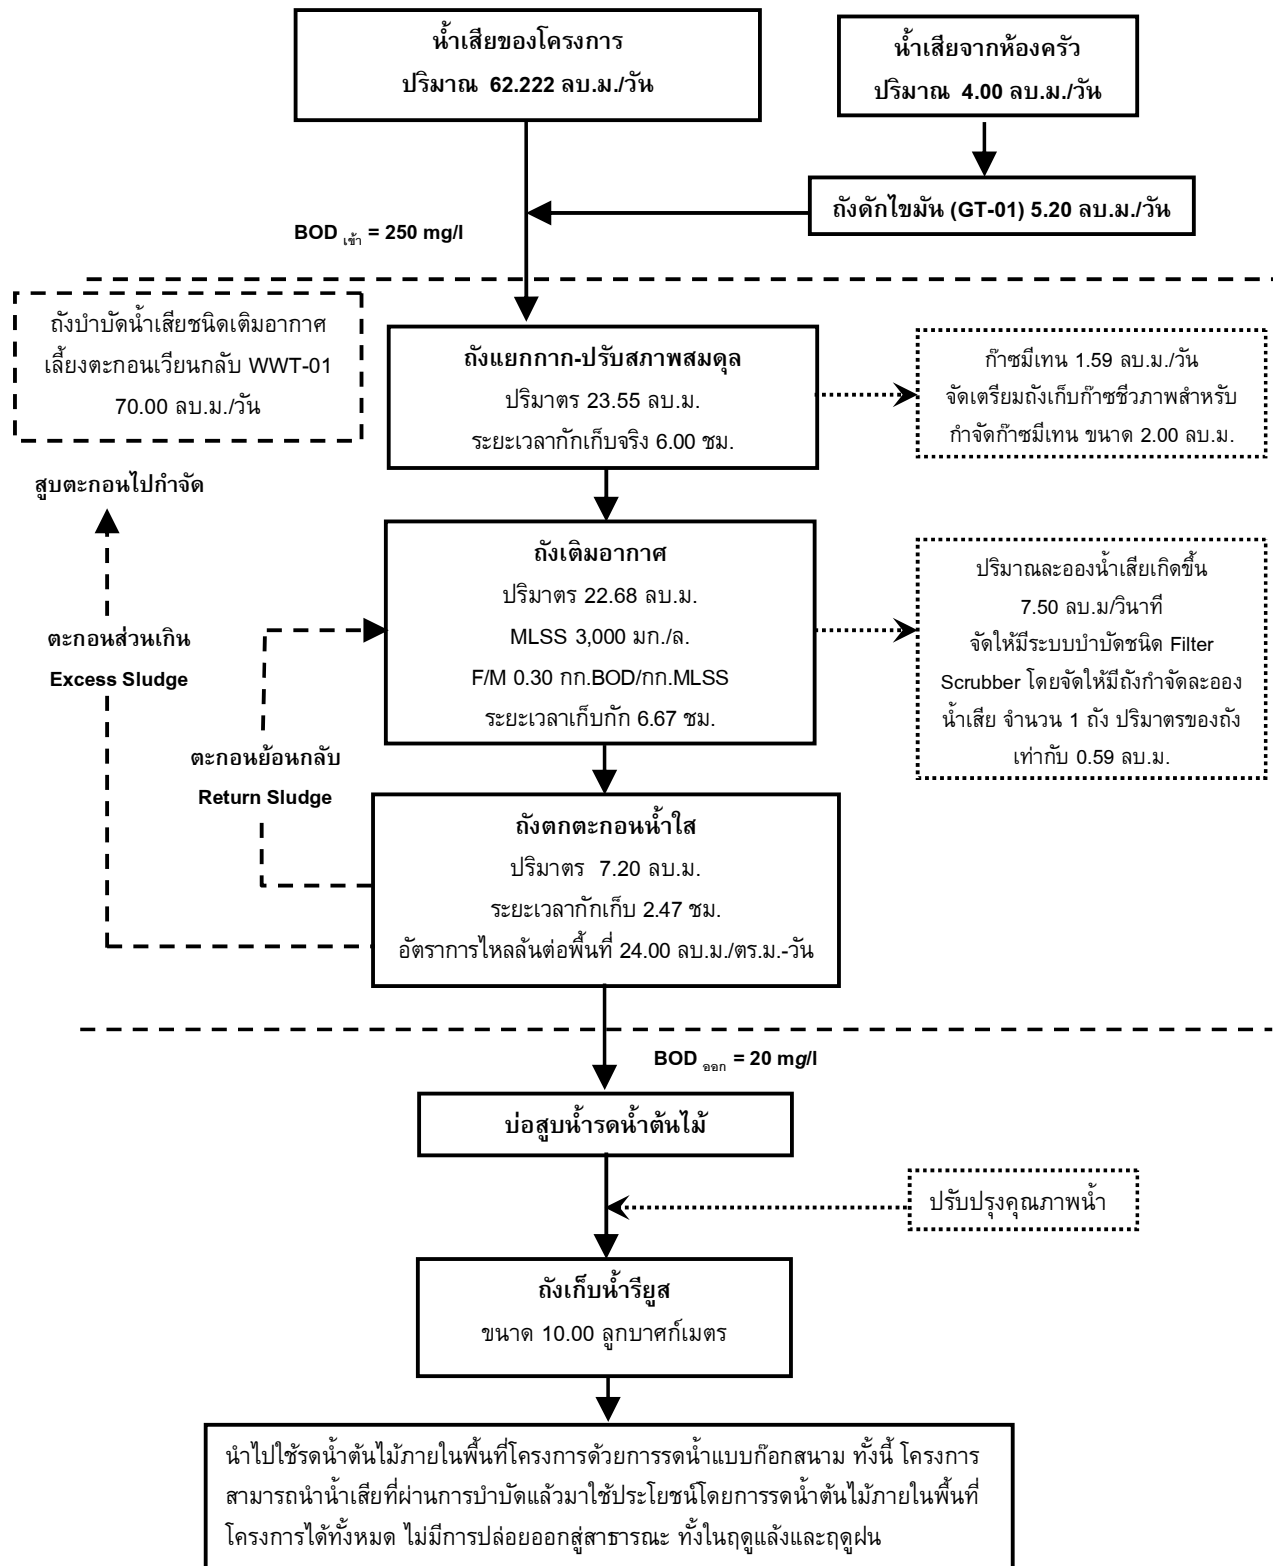 น้ำเสียของโครงการ
ปริมาณ 62.222 ลบ.ม./วัน
น้ำเสียจากห้องครัว
ปริมาณ 4.00 ลบ.ม./วัน
ถังดักไขมัน (GT-01) 5.20 ลบ.ม./วัน
BOD เข้า = 250 mg/l
ถังบำบัดน้ำเสียชนิดเติมอากาศ
เลี้ยงตะกอนเวียนกลับ WWT-01
70.00 ลบ.ม./วัน
ถังแยกกาก-ปรับสภาพสมดุล
ปริมาตร 23.55 ลบ.ม.
ระยะเวลากักเก็บจริง 6.00 ชม.
ก๊าซมีเทน 1.59 ลบ.ม./วัน
จัดเตรียมถังเก็บก๊าซชีวภาพสำหรับ
กำจัดก๊าซมีเทน ขนาด 2.00 ลบ.ม.
สูบตะกอนไปกำจัด
ถังเติมอากาศ
ปริมาตร 22.68 ลบ.ม.
MLSS 3,000 มก./ล.
F/M 0.30 กก.BOD/กก.MLSS
ระยะเวลาเก็บกัก 6.67 ชม.
ปริมาณละอองน้ำเสียเกิดขึ้น
7.50 ลบ.ม/วินาที
จัดให้มีระบบบำบัดชนิด Filter
Scrubber โดยจัดให้มีถังกำจัดละออง
น้ำเสีย จำนวน 1 ถัง ปริมาตรของถัง
เท่ากับ 0.59 ลบ.ม.
ตะกอนส่วนเกิน
Excess Sludge
ตะกอนย้อนกลับ
Return Sludge
ถังตกตะกอนน้ำใส
ปริมาตร 7.20 ลบ.ม.
ระยะเวลากักเก็บ 2.47 ชม.
อัตราการไหลล้นต่อพื้นที่ 24.00 ลบ.ม./ตร.ม.-วัน
BOD ออก = 20 mg/l
บ่อสูบน้ำรดน้ำต้นไม้
ปรับปรุงคุณภาพน้ำ
ถังเก็บน้ำรียูส
ขนาด 10.00 ลูกบาศก์เมตร
นำไปใช้รดน้ำต้นไม้ภายในพื้นที่โครงการด้วยการรดน้ำแบบก๊อกสนาม ทั้งนี้ โครงการ
สามารถนำน้ำเสียที่ผ่านการบำบัดแล้วมาใช้ประโยชน์โดยการรดน้ำต้นไม้ภายในพื้นที่
โครงการได้ทั้งหมด ไม่มีการปล่อยออกสู่สาธารณะ ทั้งในฤดูแล้งและฤดูฝน